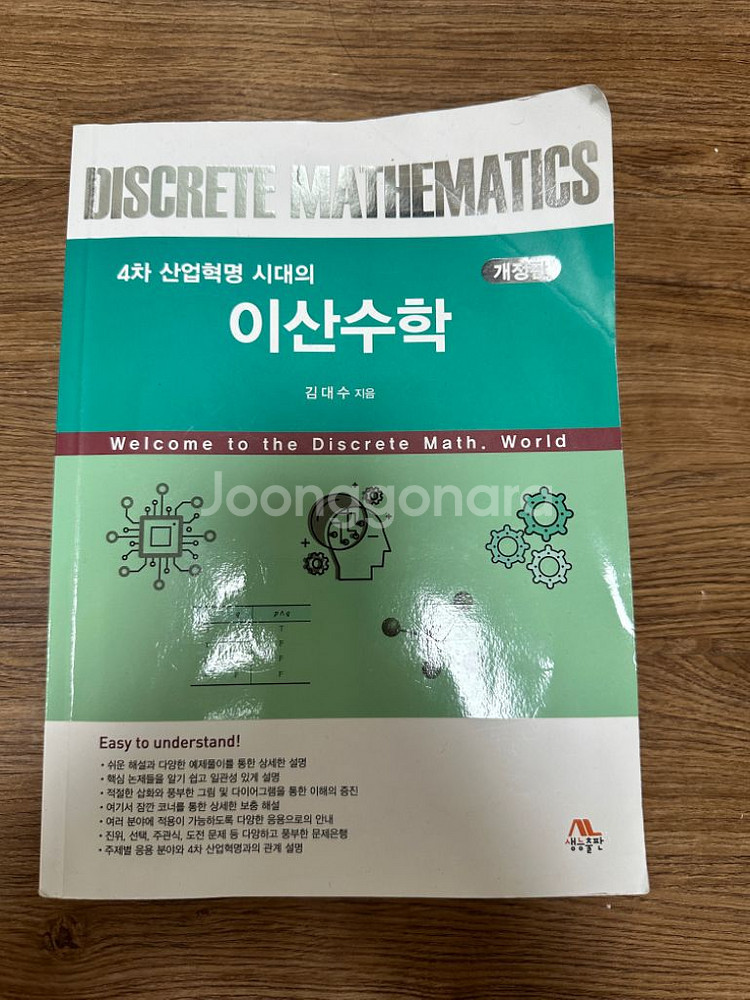 DISCRETE MATHEMATICS
4차 산업혁명 시대의
개정판
이산수학
김대수 지음
Welcome to the Discrete Math. World
Joonggonara
q p∧q
T
T F
F
F F
Easy to understand!
• 쉬운 해설과 다양한 예제풀이를 통한 상세한 설명
• 핵심 논제들을 알기 쉽고 일관성 있게 설명
• 적절한 삽화와 풍부한 그림 및 다이어그램을 통한 이해의 증진
• 여기서 잠깐 코너를 통한 상세한 보충 해설
• 여러 분야에 적용이 가능하도록 다양한 응용으로의 안내
• 진위, 선택, 주관식, 도전 문제 등 다양하고 풍부한 문제은행
• 주제별 응용 분야와 4차 산업혁명과의 관계 설명
생능출판